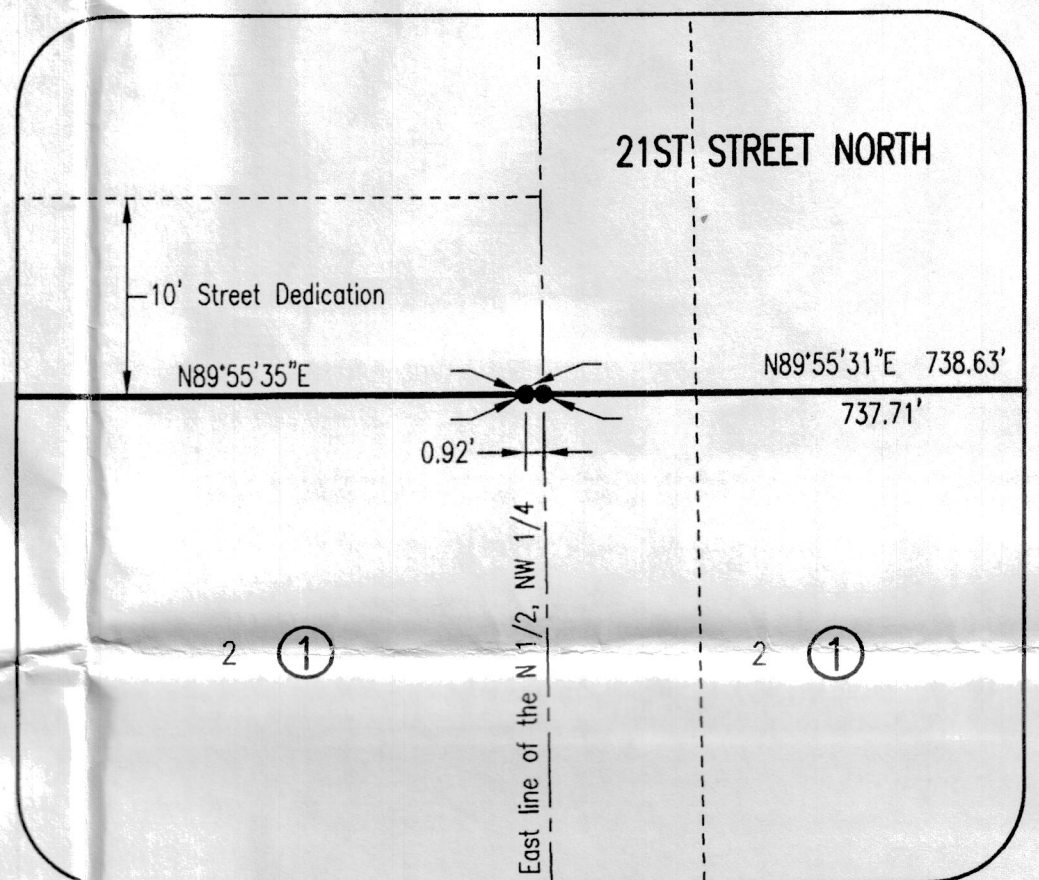 21ST STREET NORTH
10' Street Dedication
N89°55'35"E
N89°55'31"E 738.63'
737.71'
0.92'
East line of the N 1/2, NW 1/4
2 1
2 1